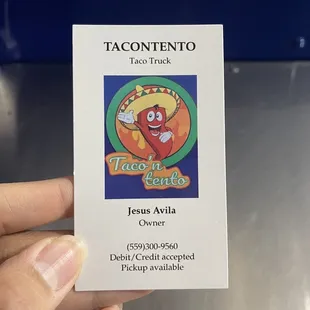 TACONTENTO
Taco Truck
Taco'n
tento
Jesus Avila
Owner
(559)300-9560
Debit/Credit accepted
Pickup available